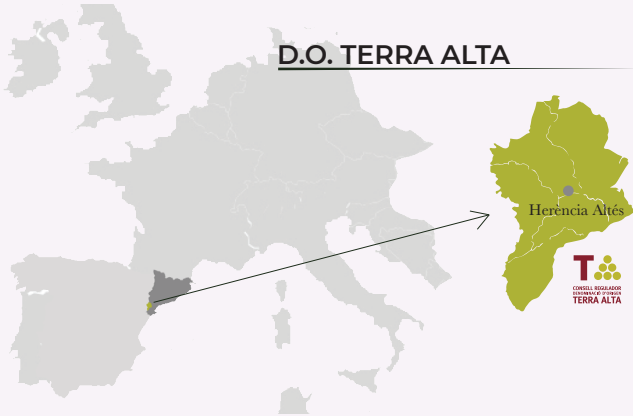 D.O. TERRA ALTA
Herència Altés
T
CONSELL REGULADOR
DENOMINACIÓ D'ORIGEN
TERRA ALTA